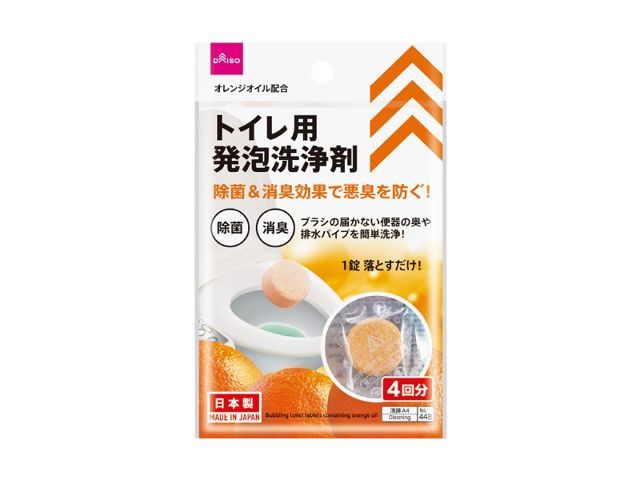 DAISO
オレンジオイル配合
トイレ用
発泡洗浄剤
除菌＆消臭効果で悪臭を防ぐ！
除菌
消臭
ブラシの届かない便器の奥や
排水パイプを簡単洗浄！
1錠 落とすだけ！
4回分
日本製
MADE IN JAPAN
Bubbling toilet tablets containing orange oil
清掃A4
Cleaning
No.
448